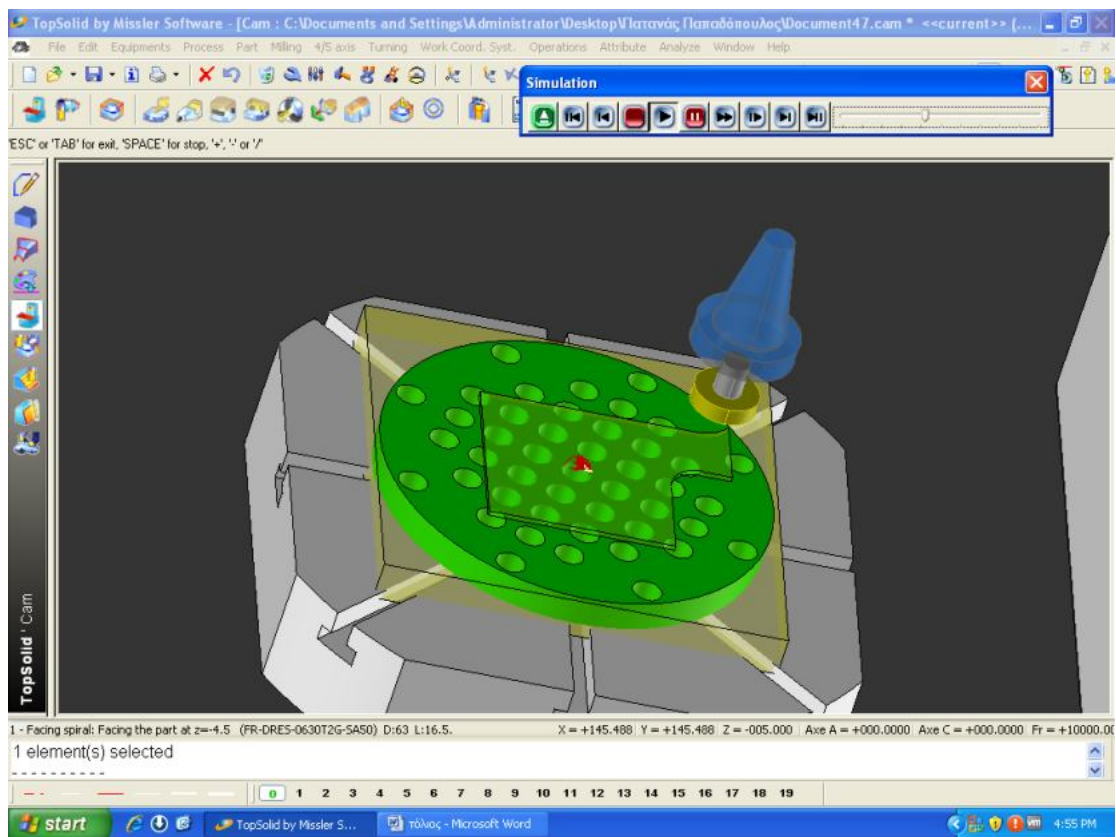 TopSolid by Missler Software - [Cam : C:\Documents and Settings\Administrator\Desktop\Πατανάς Παπαδόπουλος\Document47.cam * <<current>> (...
File Edit Equipments Process Part Milling 4/5 axis Turning Work Coord. Syst. Operations Attribute Analyze Window Help
Simulation
'ESC' or 'TAB' for exit, 'SPACE' for stop, '+', '-' or '/'
TopSolid'Cam
1 - Facing spiral: Facing the part at z=-4.5 (FR-DRES-0630T2G-SA50) D:63 L:16.5. X = +145.488 Y = +145.488 Z = -005.000 Axe A = +000.0000 Axe C = +000.0000 Fr = +10000.00
1 element(s) selected
- - - - - - - - - -
0 1 2 3 4 5 6 7 8 9 10 11 12 13 14 15 16 17 18 19
start TopSolid by Missler S... τόλιος - Microsoft Word 4:55 PM